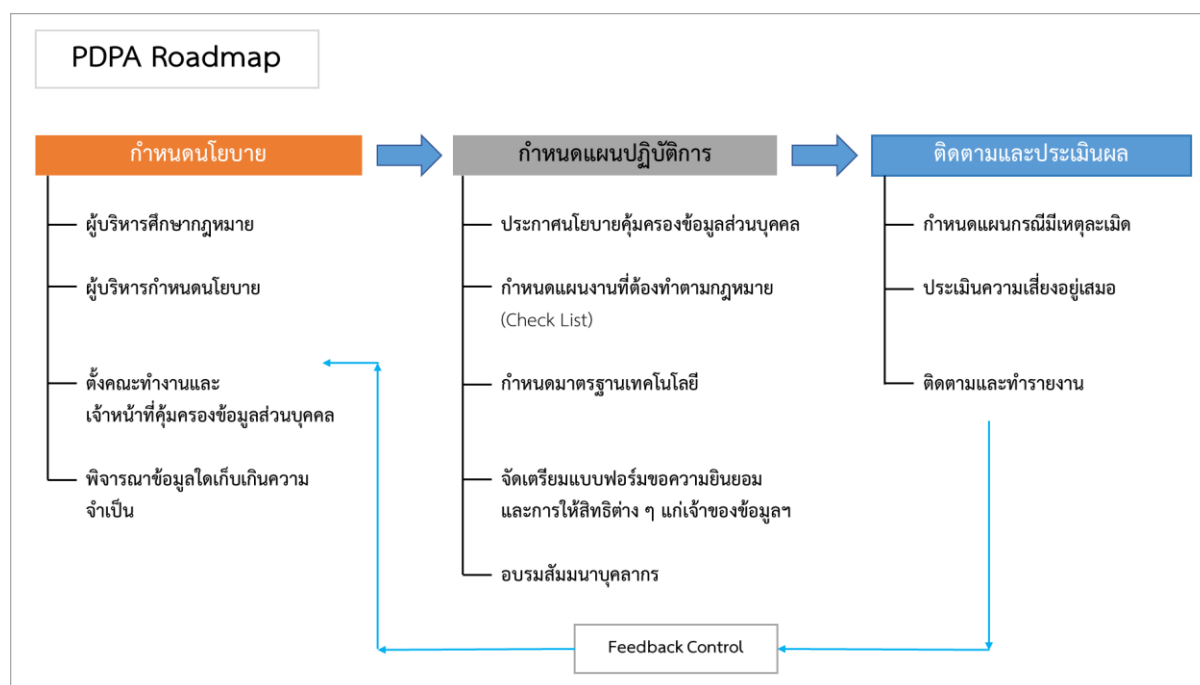 PDPA Roadmap
กำหนดนโยบาย
ผู้บริหารศึกษากฎหมาย
ผู้บริหารกำหนดนโยบาย
ตั้งคณะทำงานและ
เจ้าหน้าที่คุ้มครองข้อมูลส่วนบุคคล
พิจารณาข้อมูลใดเก็บเกินความ
จำเป็น
กำหนดแผนปฏิบัติการ
ประกาศนโยบายคุ้มครองข้อมูลส่วนบุคคล
กำหนดแผนงานที่ต้องทำตามกฎหมาย
(Check List)
กำหนดมาตรฐานเทคโนโลยี
จัดเตรียมแบบฟอร์มขอความยินยอม
และการให้สิทธิต่าง ๆ แก่เจ้าของข้อมูลฯ
อบรมสัมมนาบุคลากร
ติดตามและประเมินผล
กำหนดแผนกรณีมีเหตุละเมิด
ประเมินความเสี่ยงอยู่เสมอ
ติดตามและทำรายงาน
Feedback Control